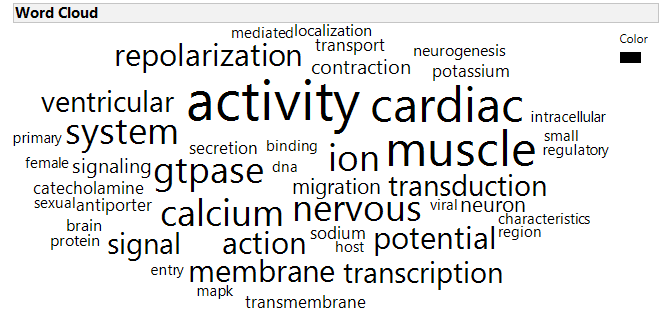 Word Cloud
Color
mediated localization
repolarization transport neurogenesis
contraction potassium
ventricular activity cardiac intracellular
primary system secretion binding ion muscle small
regulatory
female signaling gtpase dna
catecholamine migration transduction
sexual antiporter calcium nervous viral neuron
characteristics
brain sodium region
protein signal action host potential
entry membrane transcription
mapk transmembrane